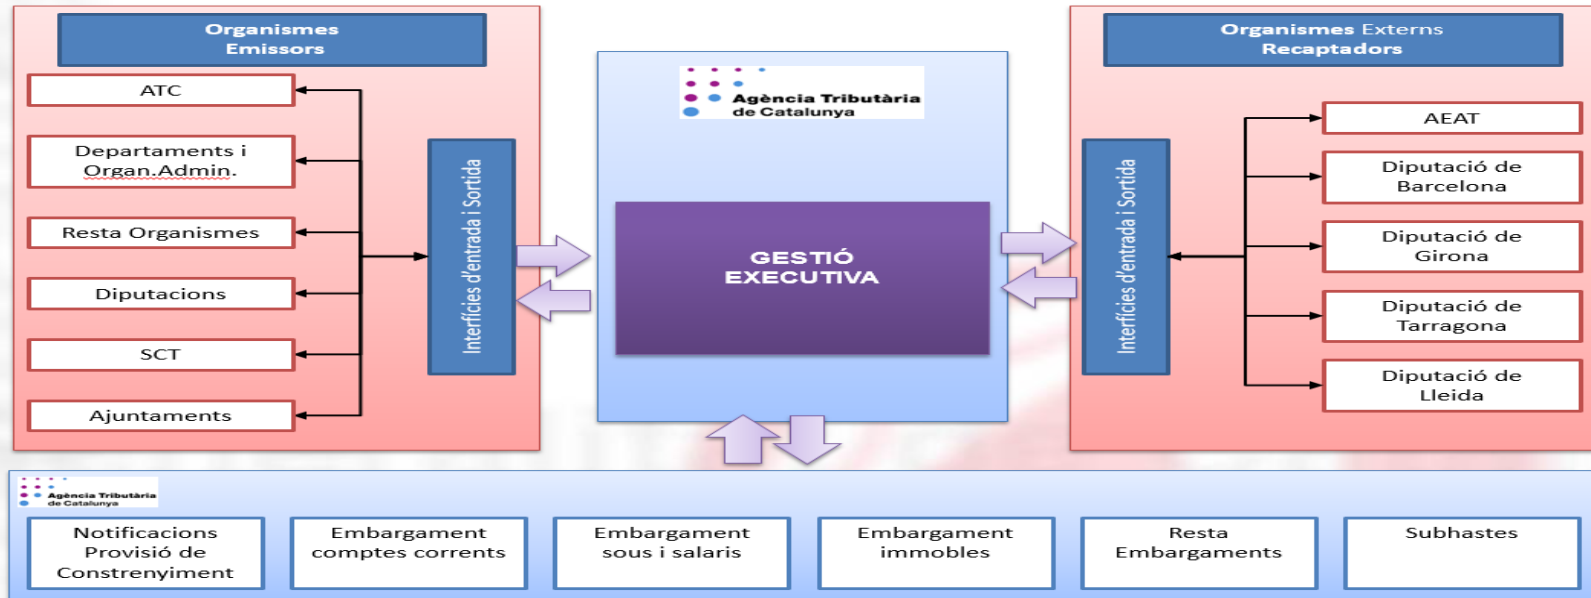 Organismes
Emissors
ATC
Departaments i
Organ.Admin.
Resta Organismes
Diputacions
SCT
Ajuntaments
Interfícies d'entrada i Sortida
Agència Tributària
de Catalunya
GESTIÓ
EXECUTIVA
Organismes Externs
Recaptadors
Interfícies d'entrada i Sortida
AEAT
Diputació de
Barcelona
Diputació de
Girona
Diputació de
Tarragona
Diputació de
Lleida
Agència Tributària
de Catalunya
Notificacions
Provisió de
Constrenyiment
Embargament
comptes corrents
Embargament
sous i salaris
Embargament
immobles
Resta
Embargaments
Subhastes